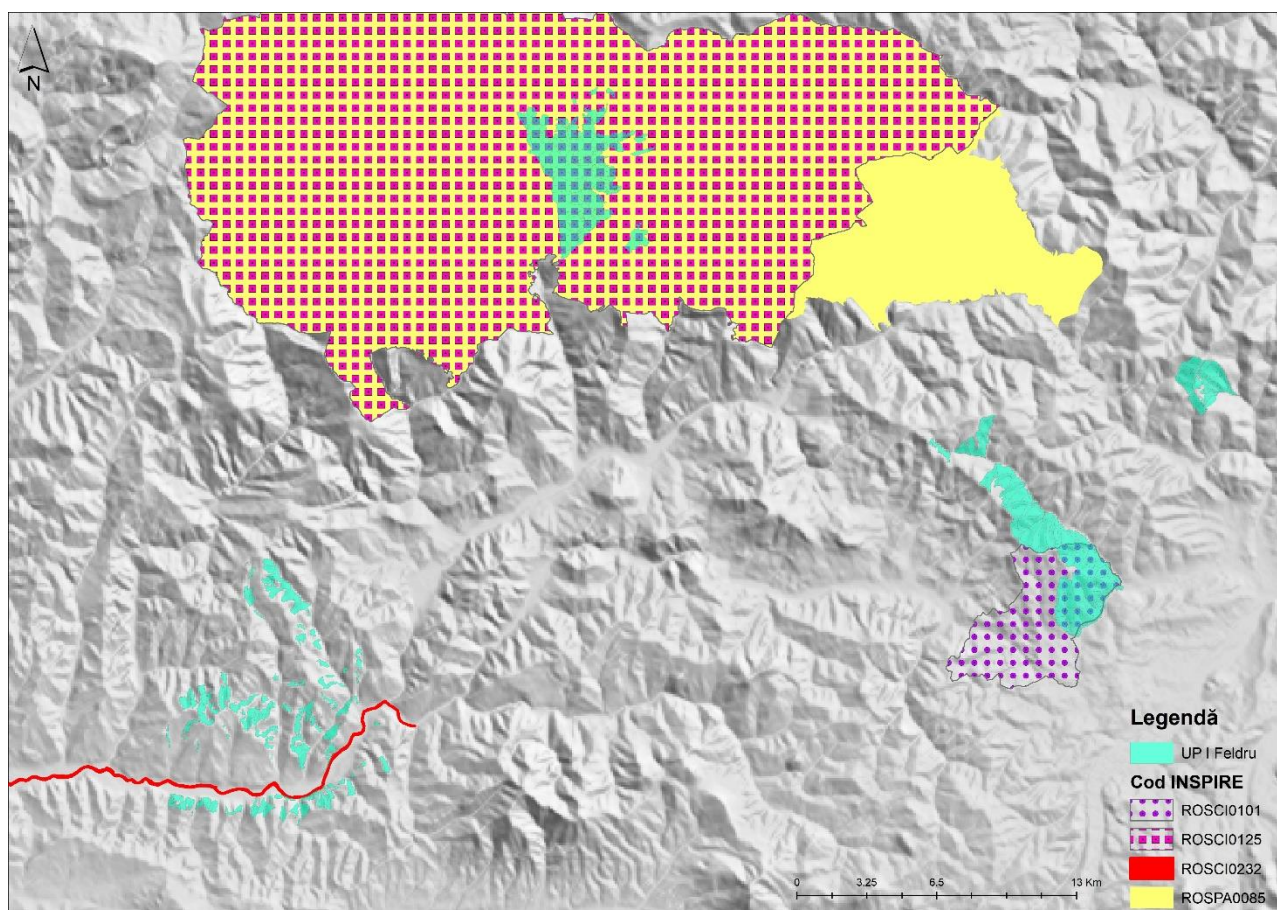 N
Legendă
UP I Feldru
Cod INSPIRE
ROSCI0101
ROSCI0125
ROSCI0232
ROSPA0085
0 3.25 6.5 13 Km